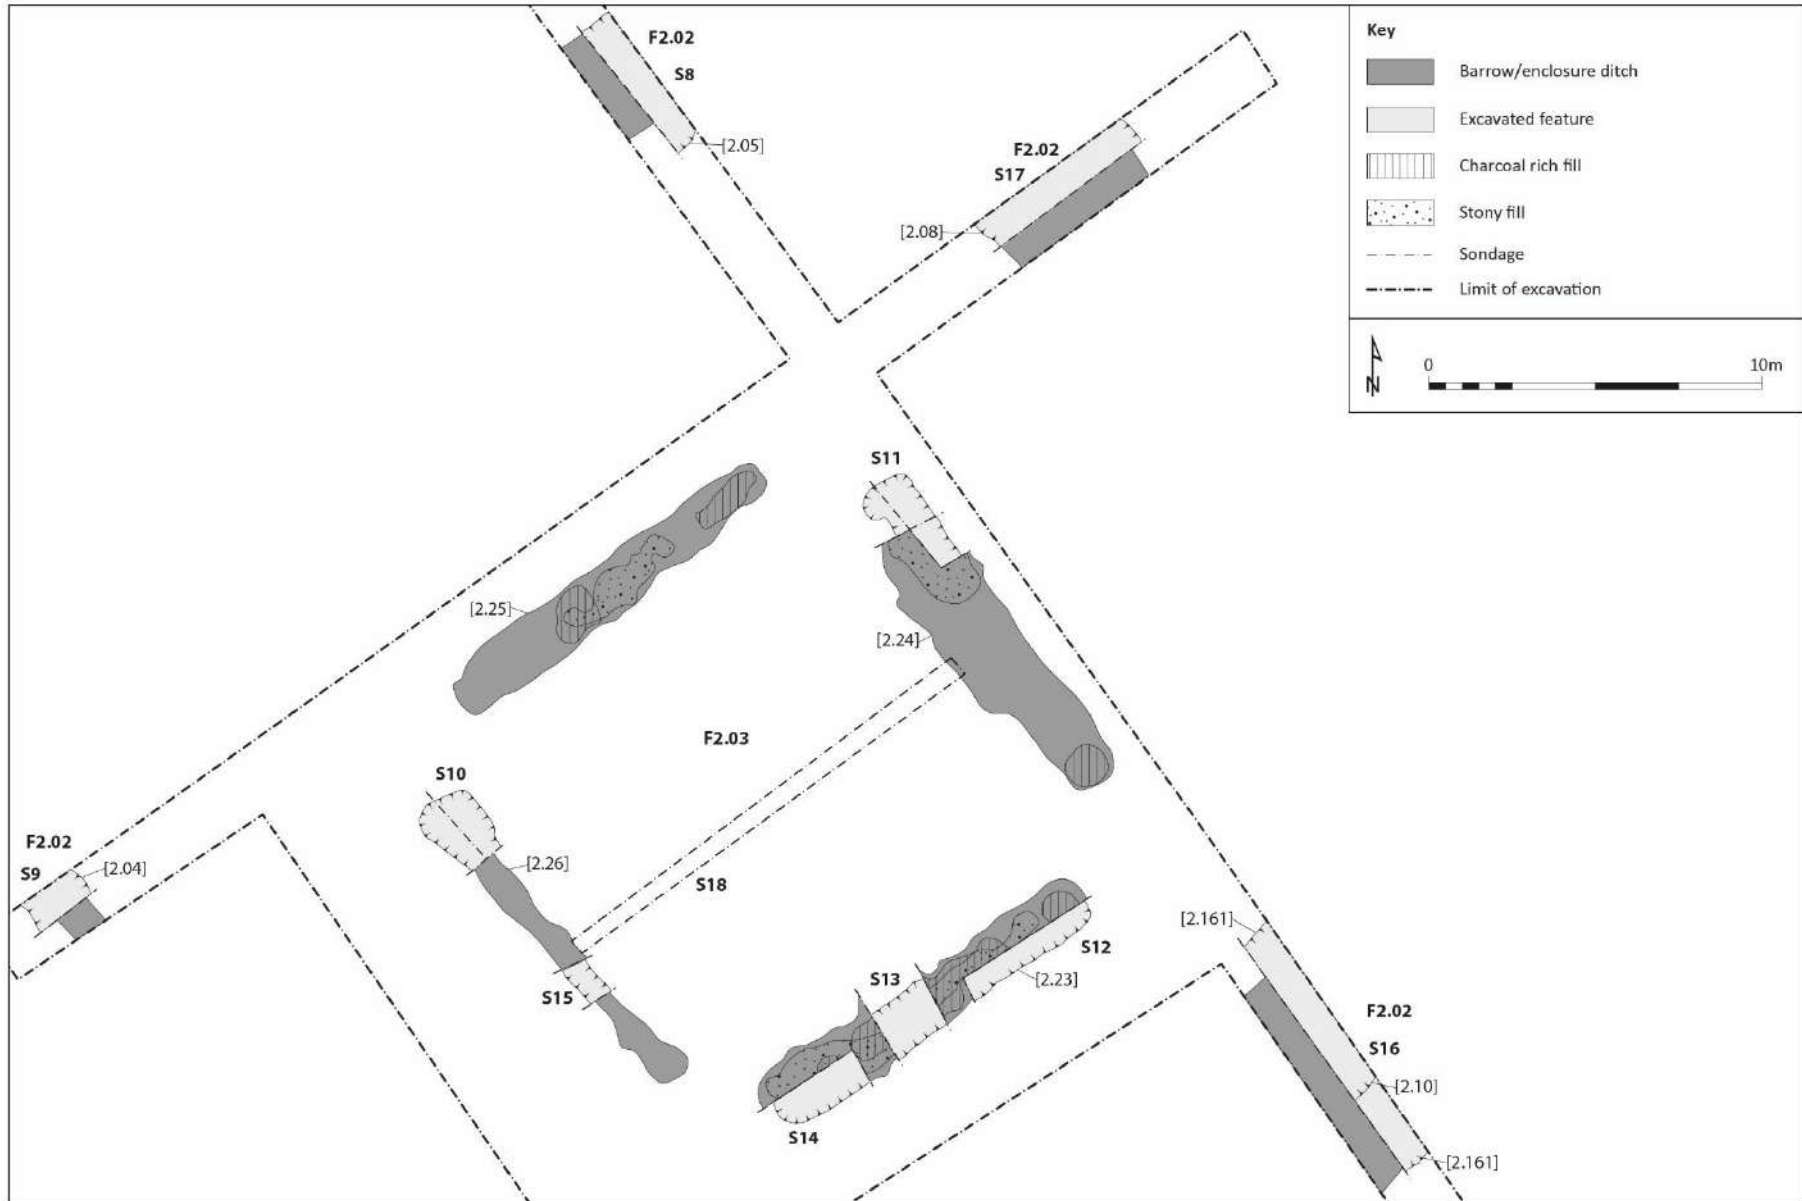 F2.02
S8
[2.05]
F2.02
S17
[2.08]
Key
Barrow/enclosure ditch
Excavated feature
Charcoal rich fill
Stony fill
Sondage
Limit of excavation
N
0 10m
S11
[2.25]
[2.24]
F2.03
S10
F2.02
S9
[2.04]
[2.26]
S18
S15
S13
S12
[2.23]
S14
[2.161]
F2.02
S16
[2.10]
[2.161]